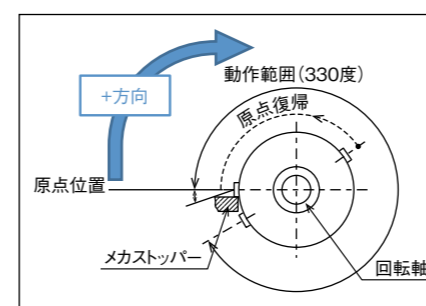 動作範囲(330度)
+方向
原点復帰
原点位置
メカストッパー
回転軸